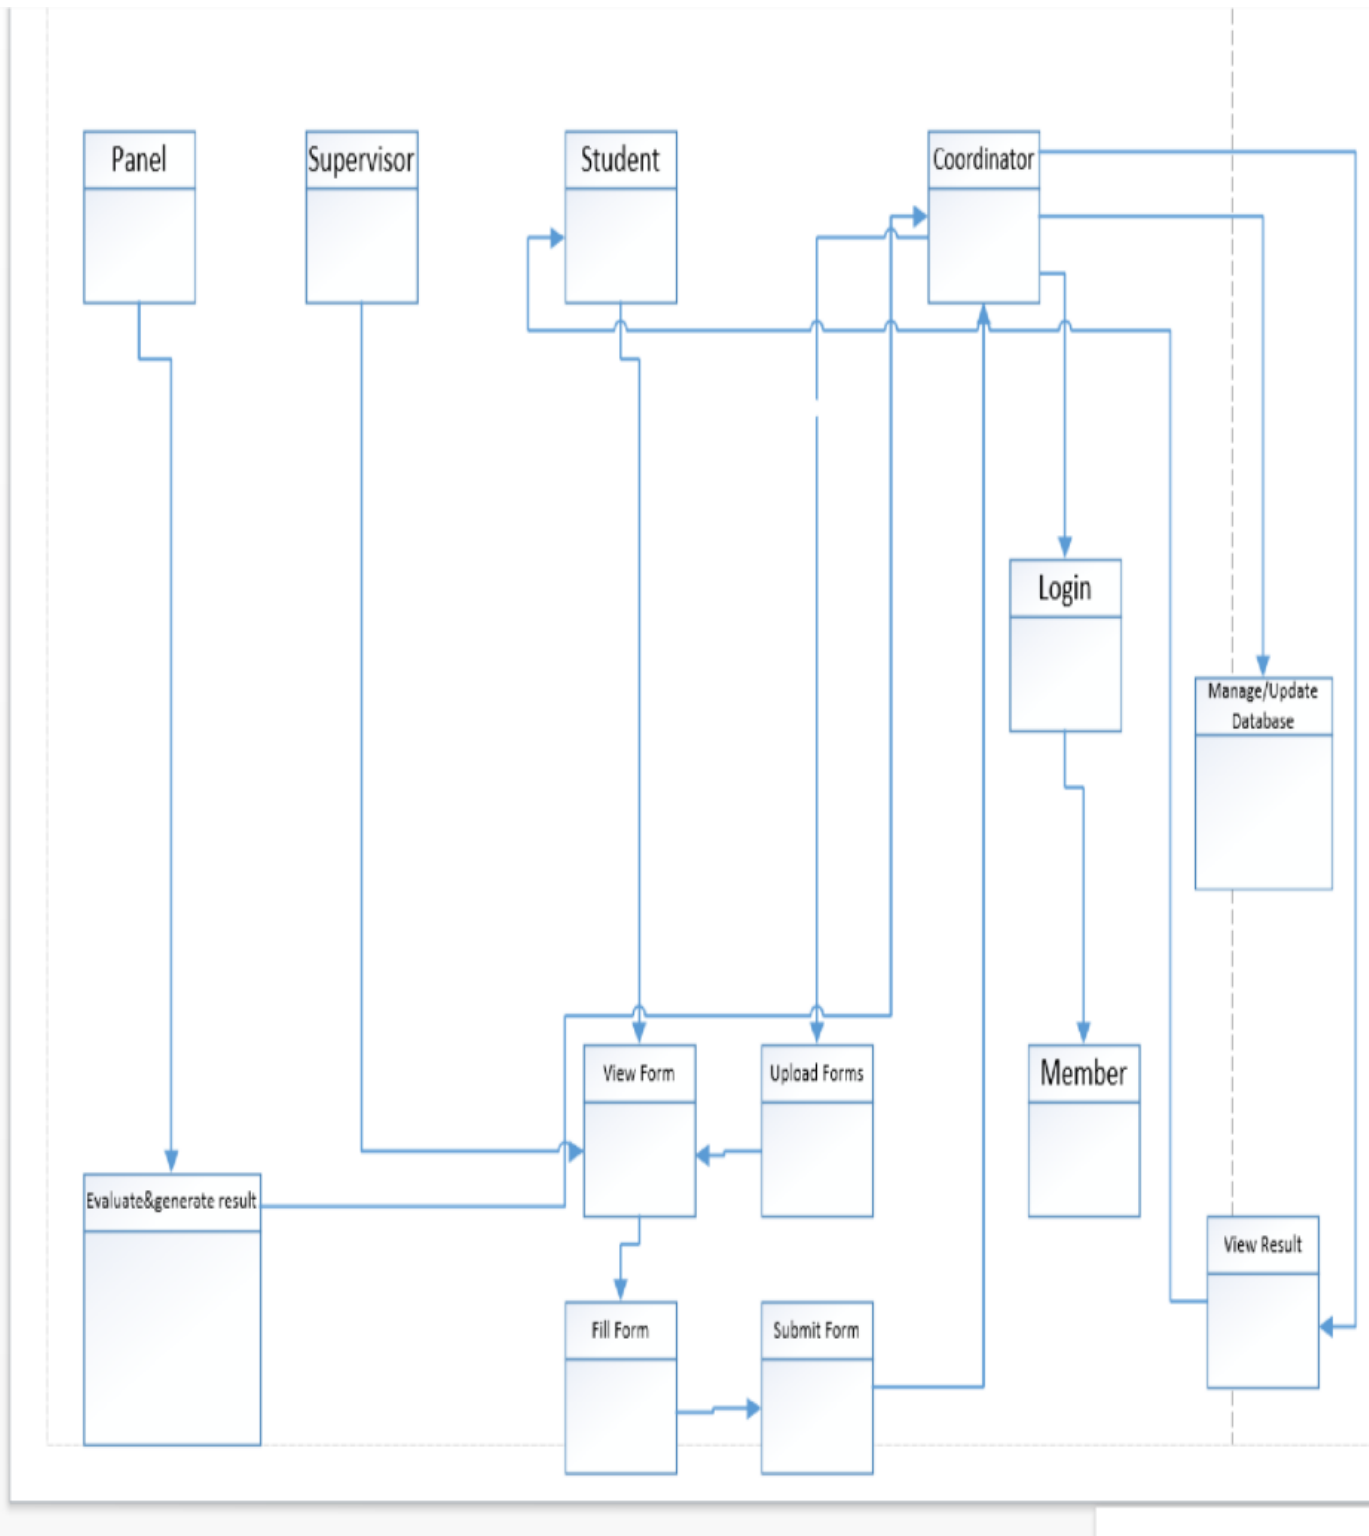 Panel
Supervisor
Student
Coordinator
Login
Manage/Update
Database
View Form
Upload Forms
Member
Evaluate&generate result
View Result
Fill Form
Submit Form